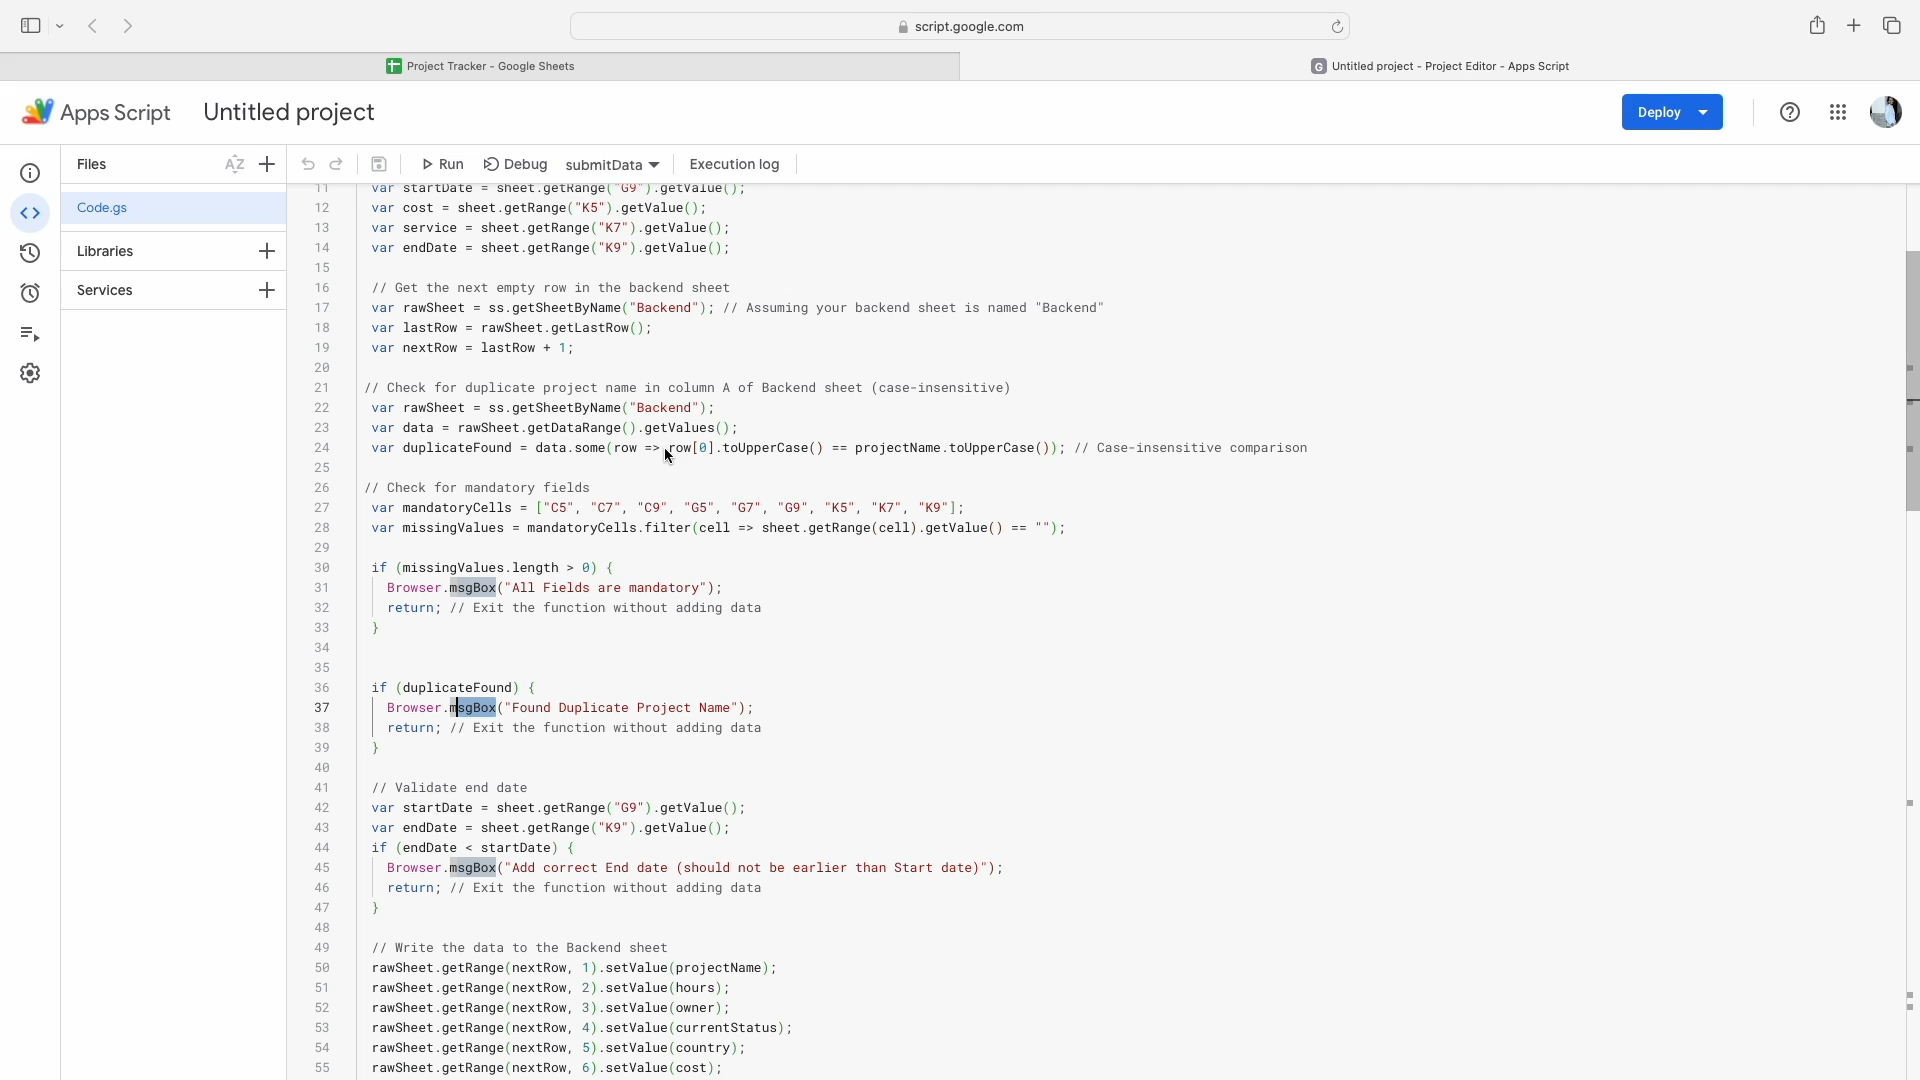 script.google.com
Project Tracker - Google Sheets
G Untitled project - Project Editor - Apps Script
Apps Script
Untitled project
Deploy
Files
AZ
Run
Debug
submitData
Execution log
Code.gs
Libraries
Services
11 var startDate = sheet.getRange("G9").getValue();
12 var cost = sheet.getRange("K5").getValue();
13 var service = sheet.getRange("K7").getValue();
14 var endDate = sheet.getRange("K9").getValue();
15
16 // Get the next empty row in the backend sheet
17 var rawSheet = ss.getSheetByName("Backend"); // Assuming your backend sheet is named "Backend"
18 var lastRow = rawSheet.getLastRow();
19 var nextRow = lastRow + 1;
20
21 // Check for duplicate project name in column A of Backend sheet (case-insensitive)
22 var rawSheet = ss.getSheetByName("Backend");
23 var data = rawSheet.getDataRange().getValues();
24 var duplicateFound = data.some(row => row[0].toUpperCase() == projectName.toUpperCase()); // Case-insensitive comparison
25
26 // Check for mandatory fields
27 var mandatoryCells = ["C5", "C7", "C9", "G5", "G7", "G9", "K5", "K7", "K9"];
28 var missingValues = mandatoryCells.filter(cell => sheet.getRange(cell).getValue() == "");
29
30 if (missingValues.length > 0) {
31 Browser.msgBox("All Fields are mandatory");
32 return; // Exit the function without adding data
33 }
34
35
36 if (duplicateFound) {
37 Browser.msgBox("Found Duplicate Project Name");
38 return; // Exit the function without adding data
39 }
40
41 // Validate end date
42 var startDate = sheet.getRange("G9").getValue();
43 var endDate = sheet.getRange("K9").getValue();
44 if (endDate < startDate) {
45 Browser.msgBox("Add correct End date (should not be earlier than Start date)");
46 return; // Exit the function without adding data
47 }
48
49 // Write the data to the Backend sheet
50 rawSheet.getRange(nextRow, 1).setValue(projectName);
51 rawSheet.getRange(nextRow, 2).setValue(hours);
52 rawSheet.getRange(nextRow, 3).setValue(owner);
53 rawSheet.getRange(nextRow, 4).setValue(currentStatus);
54 rawSheet.getRange(nextRow, 5).setValue(country);
55 rawSheet.getRange(nextRow, 6).setValue(cost);